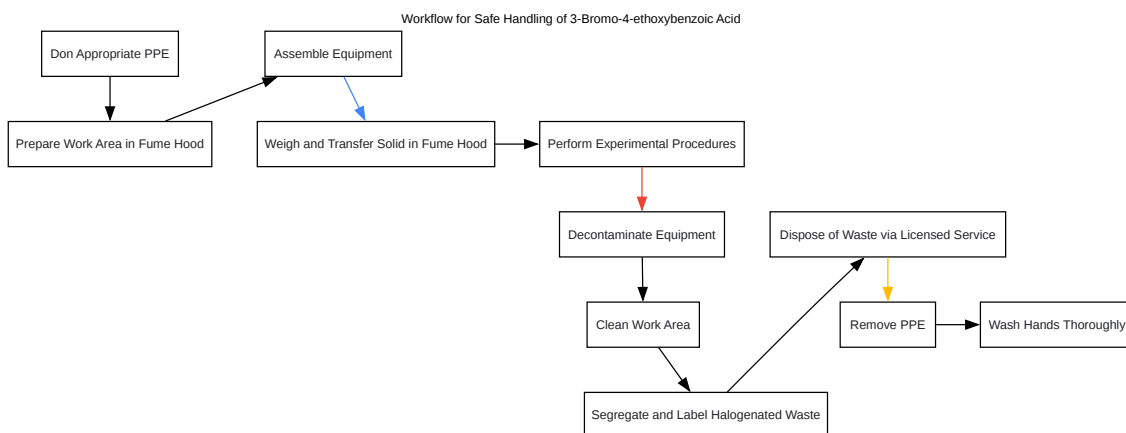 Workflow for Safe Handling of 3-Bromo-4-ethoxybenzoic Acid
Don Appropriate PPE
Assemble Equipment
Prepare Work Area in Fume Hood
Weigh and Transfer Solid in Fume Hood
Perform Experimental Procedures
Decontaminate Equipment
Dispose of Waste via Licensed Service
Clean Work Area
Remove PPE
Wash Hands Thoroughly
Segregate and Label Halogenated Waste